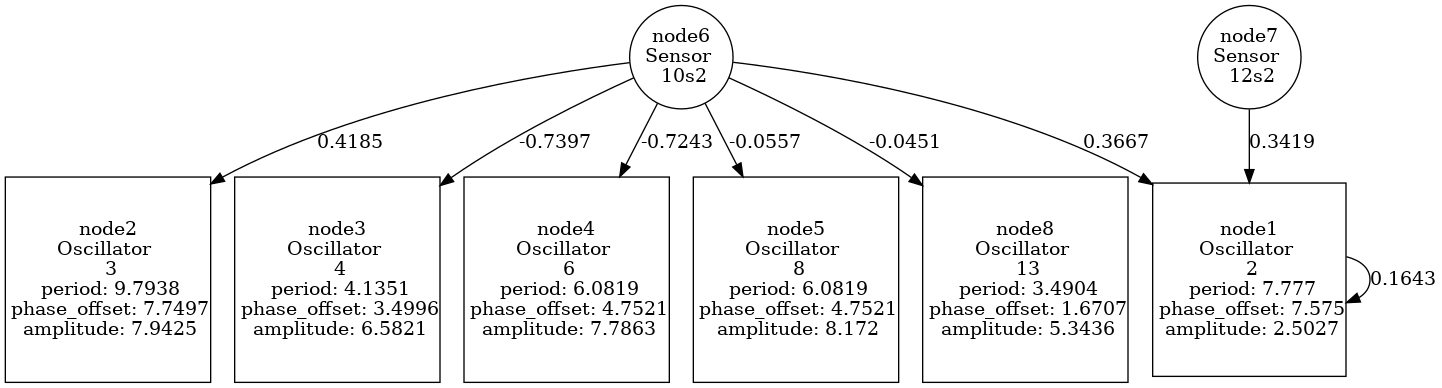 node6
Sensor
10s2
node7
Sensor
12s2
0.4185
-0.7397
-0.7243
-0.0557
-0.0451
0.3667
0.3419
node2
Oscillator
3
period: 9.7938
phase_offset: 7.7497
amplitude: 7.9425
node3
Oscillator
4
period: 4.1351
phase_offset: 3.4996
amplitude: 6.5821
node4
Oscillator
6
period: 6.0819
phase_offset: 4.7521
amplitude: 7.7863
node5
Oscillator
8
period: 6.0819
phase_offset: 4.7521
amplitude: 8.172
node8
Oscillator
13
period: 3.4904
phase_offset: 1.6707
amplitude: 5.3436
node1
Oscillator
2
period: 7.777
phase_offset: 7.575
amplitude: 2.5027
0.1643